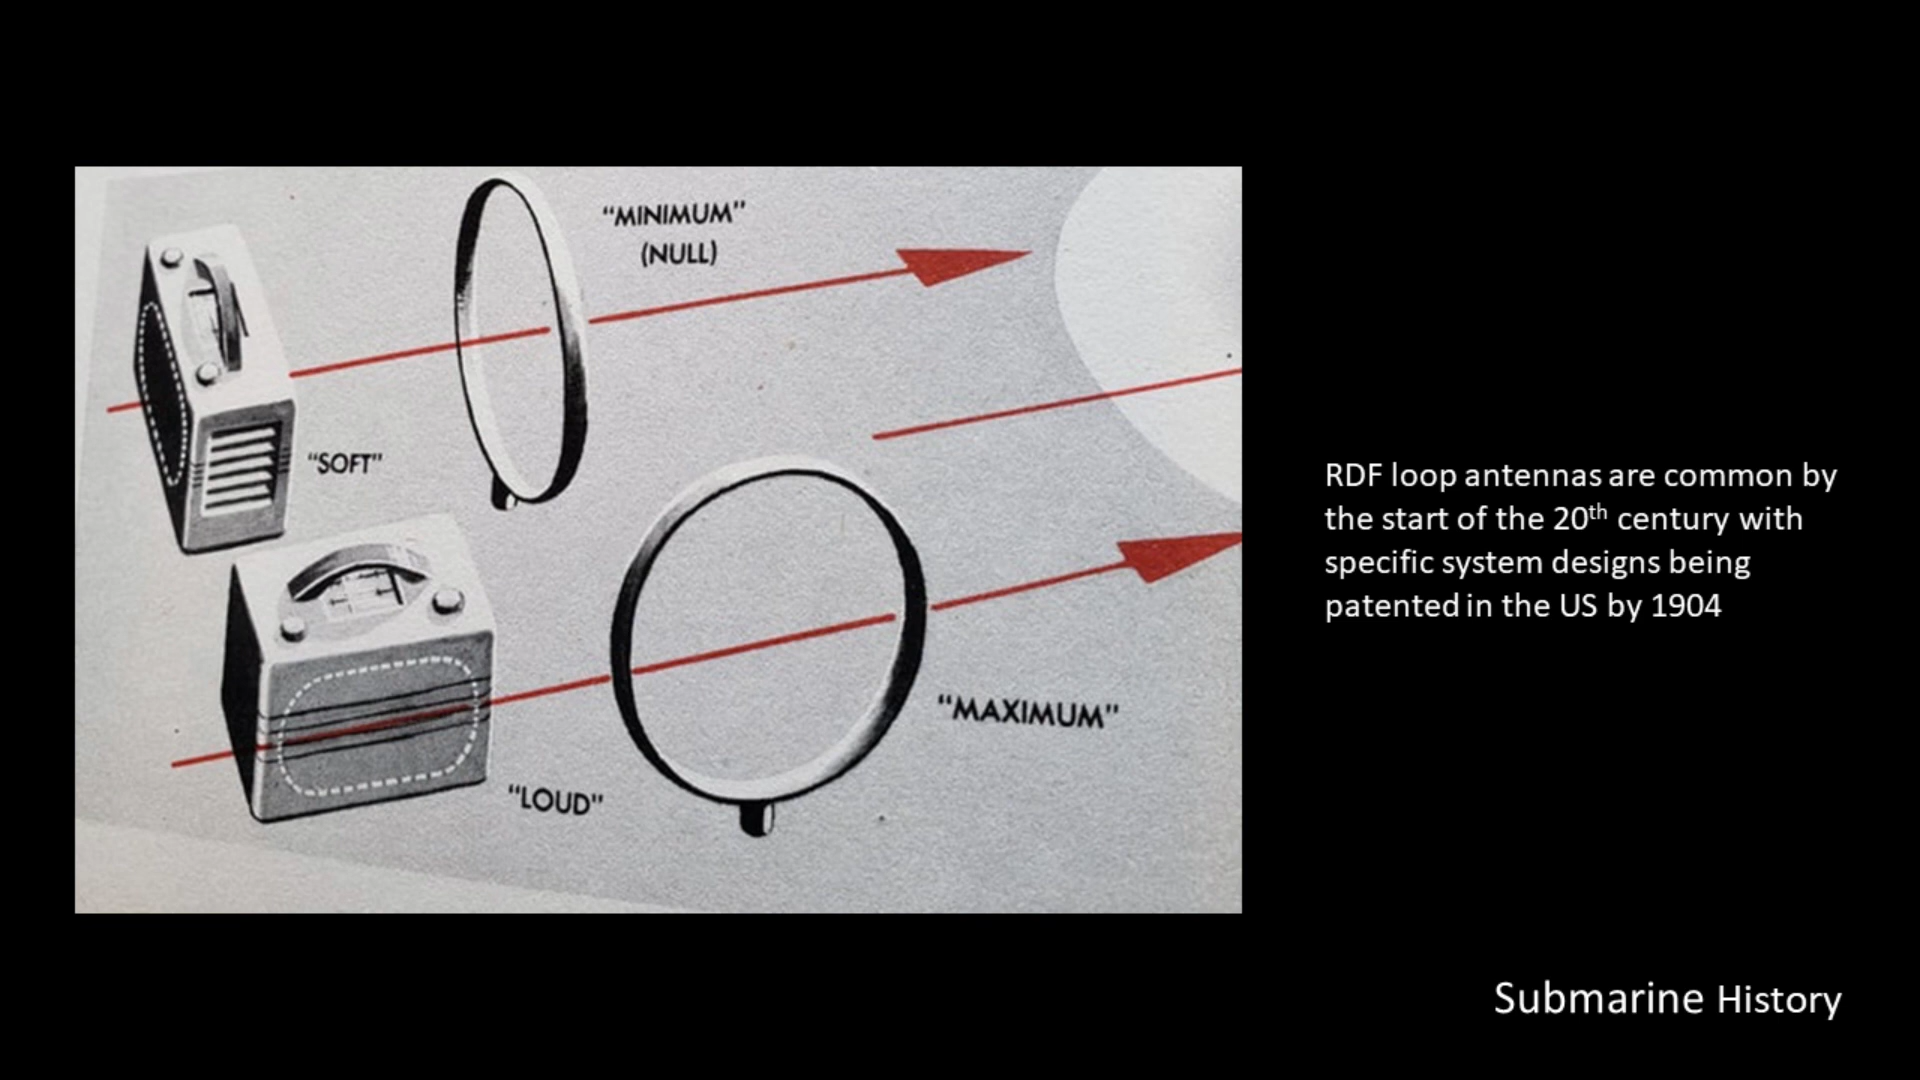 “MINIMUM”
(NULL)
“SOFT”
“MAXIMUM”
“LOUD”
RDF loop antennas are common by
the start of the 20th century with
specific system designs being
patented in the US by 1904
Submarine History